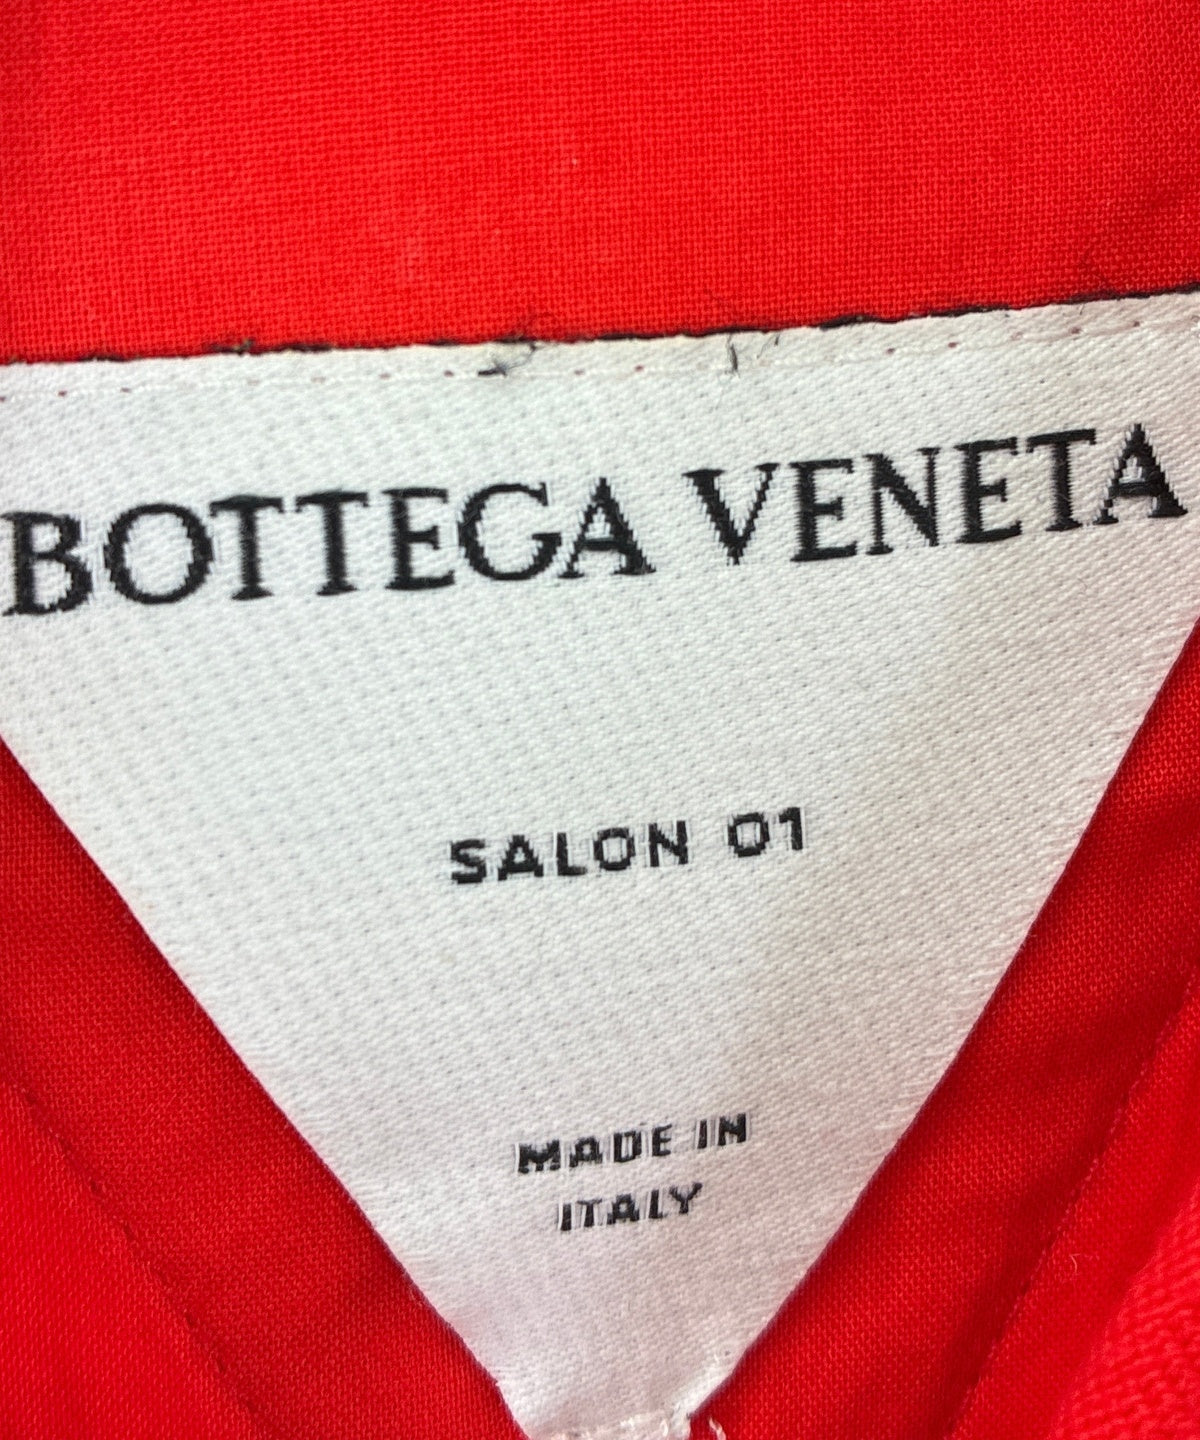 BOTTEGA VENETA
SALON 01
MADE IN
ITALY